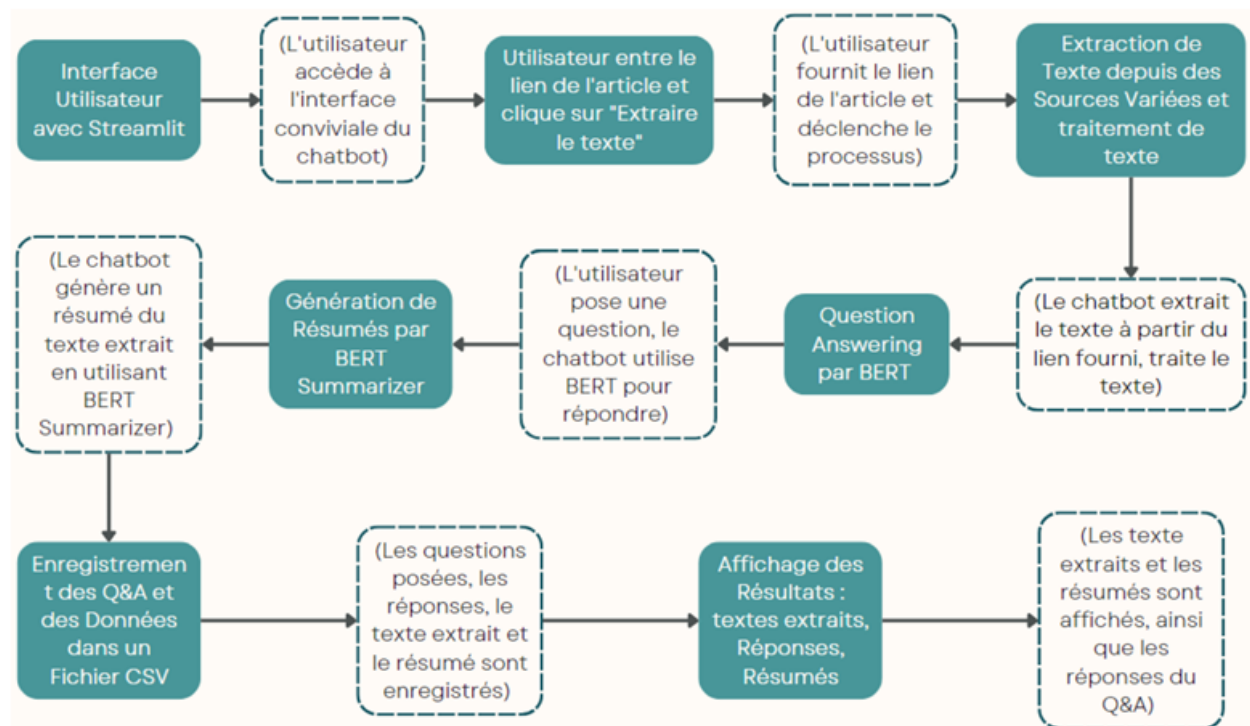 Interface
Utilisateur
avec Streamlit
(L'utilisateur
accède à
l'interface
conviviale du
chatbot)
Utilisateur entre le
lien de l'article et
clique sur "Extraire
le texte"
(L'utilisateur
fournit le lien
de l'article et
déclenche le
processus)
Extraction de
Texte depuis des
Sources Variées et
traitement de
texte
(Le chatbot extrait
le texte à partir du
lien fourni, traite le
texte)
Question
Answering
par BERT
(L'utilisateur
pose une
question, le
chatbot utilise
BERT pour
répondre)
Génération de
Résumés par
BERT
Summarizer
(Le chatbot
génère un
résumé du
texte extrait
en utilisant
BERT
Summarizer)
Enregistremen
t des Q&A et
des Données
dans un
Fichier CSV
(Les questions
posées, les
réponses, le
texte extrait et
le résumé sont
enregistrés)
Affichage des
Résultats :
textes extraits,
Réponses,
Résumés
(Les texte
extraits et les
résumés sont
affichés, ainsi
que les
réponses du
Q&A)